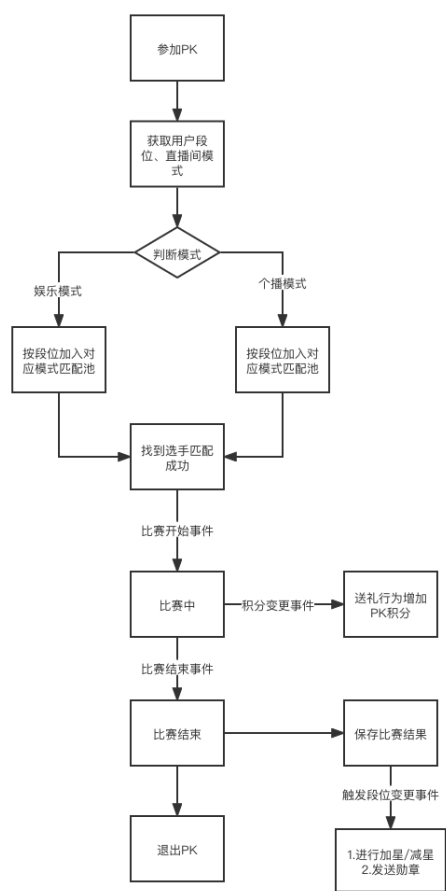 参加PK
获取用户段
位、直播间模
式
判断模式
娱乐模式
个播模式
按段位加入对
应模式匹配池
按段位加入对
应模式匹配池
找到选手匹配
成功
比赛开始事件
比赛中
积分变更事件
送礼行为增加
PK积分
比赛结束事件
比赛结束
保存比赛结果
触发段位变更事件
退出PK
1.进行加星/减星
2.发送勋章